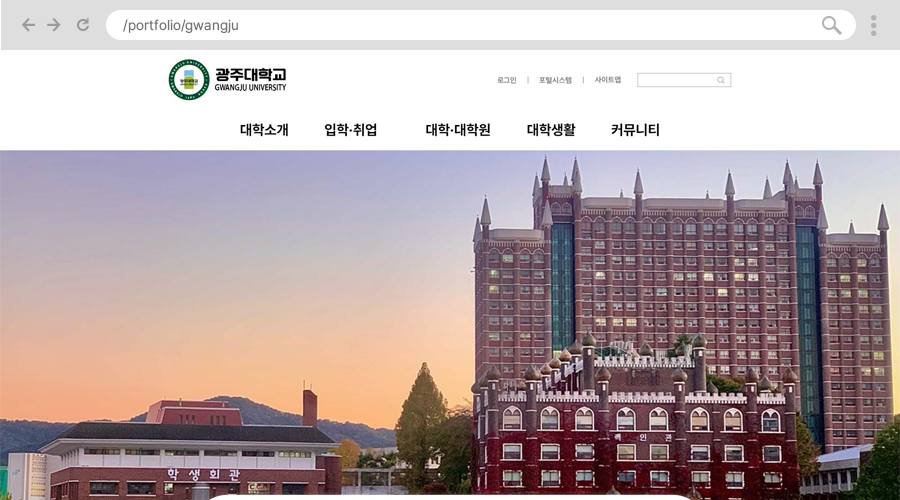 /portfolio/gwangju
광주대학교
GWANGJU UNIVERSITY
로그인 | 포털시스템 | 사이트맵
대학소개 입학·취업 대학·대학원 대학생활 커뮤니티
백인관
학생회관